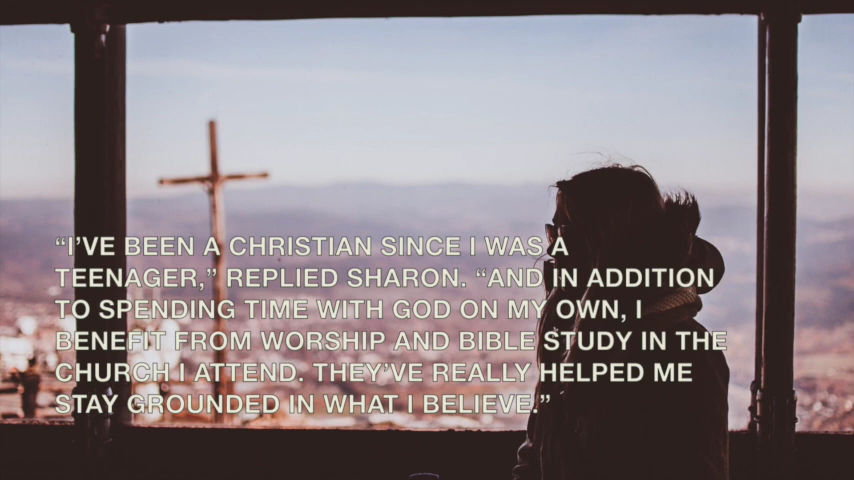 “I’VE BEEN A CHRISTIAN SINCE I WAS A
TEENAGER,” REPLIED SHARON. “AND IN ADDITION
TO SPENDING TIME WITH GOD ON MY OWN, I
BENEFIT FROM WORSHIP AND BIBLE STUDY IN THE
CHURCH I ATTEND. THEY’VE REALLY HELPED ME
STAY GROUNDED IN WHAT I BELIEVE.”